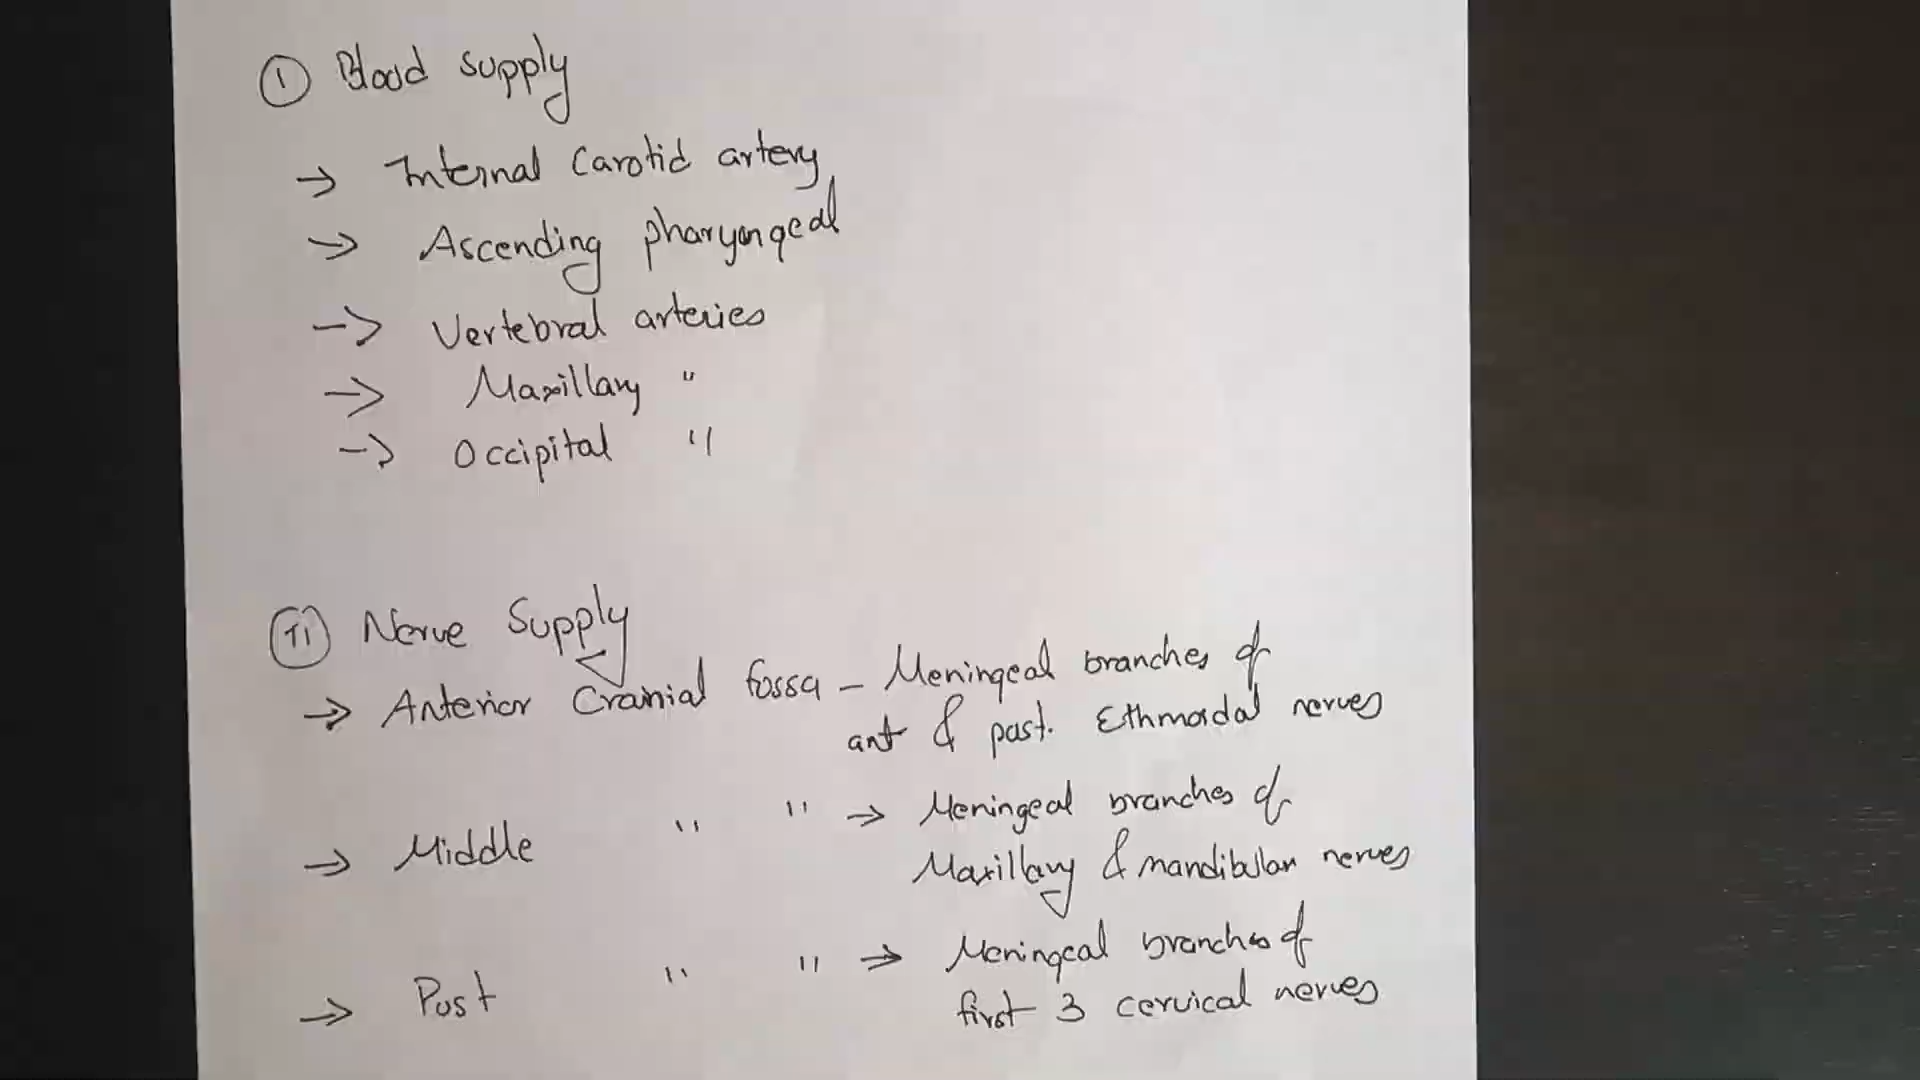 ① Blood supply
→ Internal Carotid artery
→ Ascending pharyngeal
→ Vertebral arteries
→ Maxillary "
→ Occipital "
II Nerve Supply
→ Anterior Cranial fossa - Meningeal branches of
ant & post. Ethmoidal nerves
→ Middle " " → Meningeal branches of
Maxillary & mandibular nerves
→ Post " " → Meningeal branches of
first 3 cervical nerves